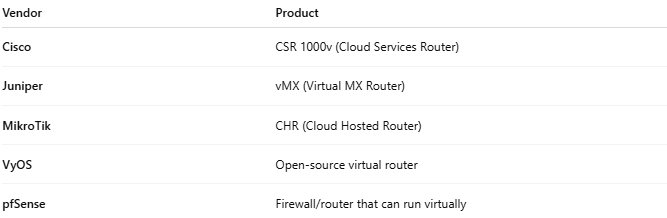 Vendor Product
Cisco CSR 1000v (Cloud Services Router)
Juniper vMX (Virtual MX Router)
MikroTik CHR (Cloud Hosted Router)
VyOS Open-source virtual router
pfSense Firewall/router that can run virtually